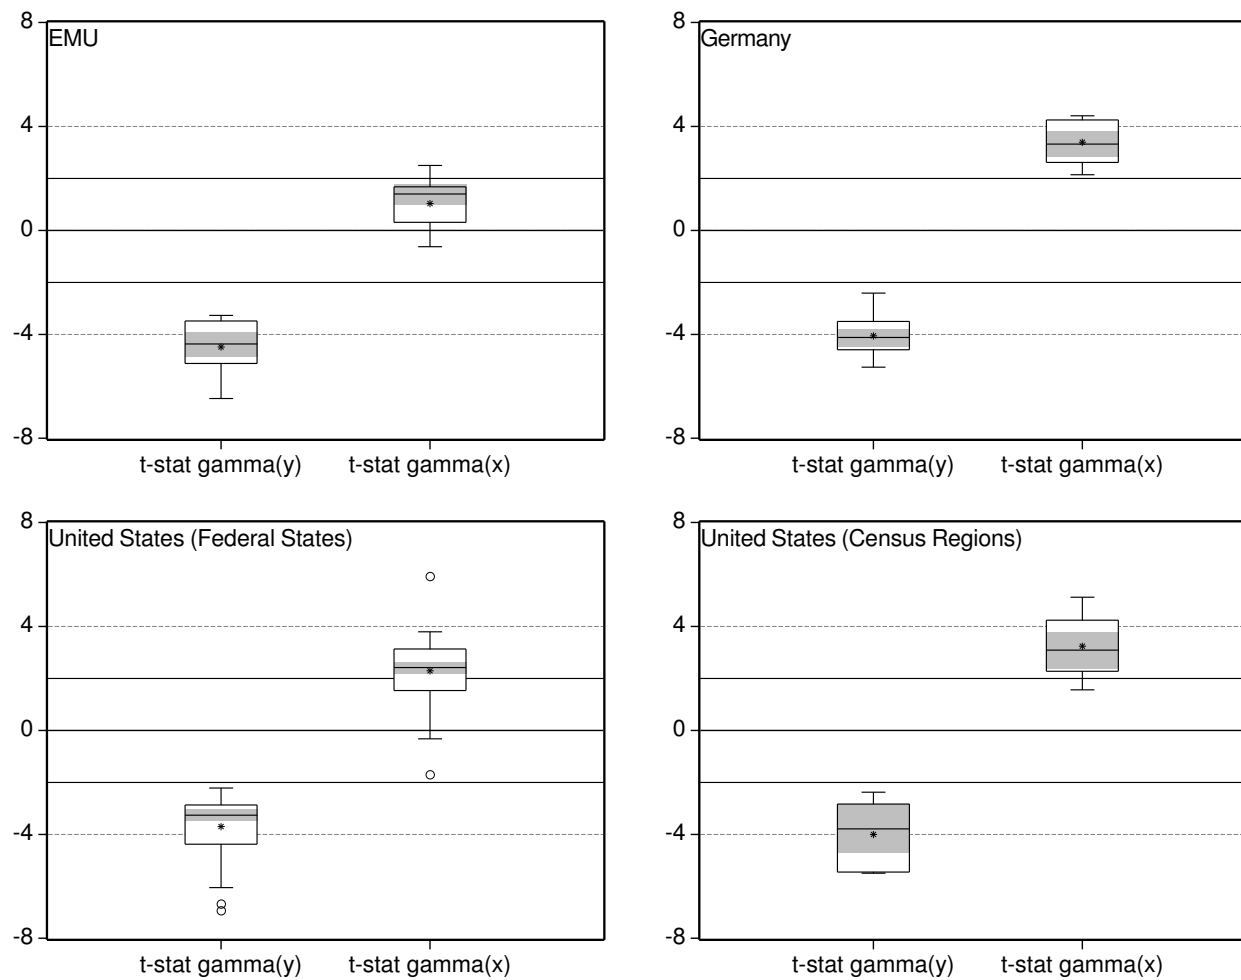 EMU
8
4
0
-4
-8
t-stat gamma(y) t-stat gamma(x)
Germany
8
4
0
-4
-8
t-stat gamma(y) t-stat gamma(x)
United States (Federal States)
8
4
0
-4
-8
t-stat gamma(y) t-stat gamma(x)
United States (Census Regions)
8
4
0
-4
-8
t-stat gamma(y) t-stat gamma(x)